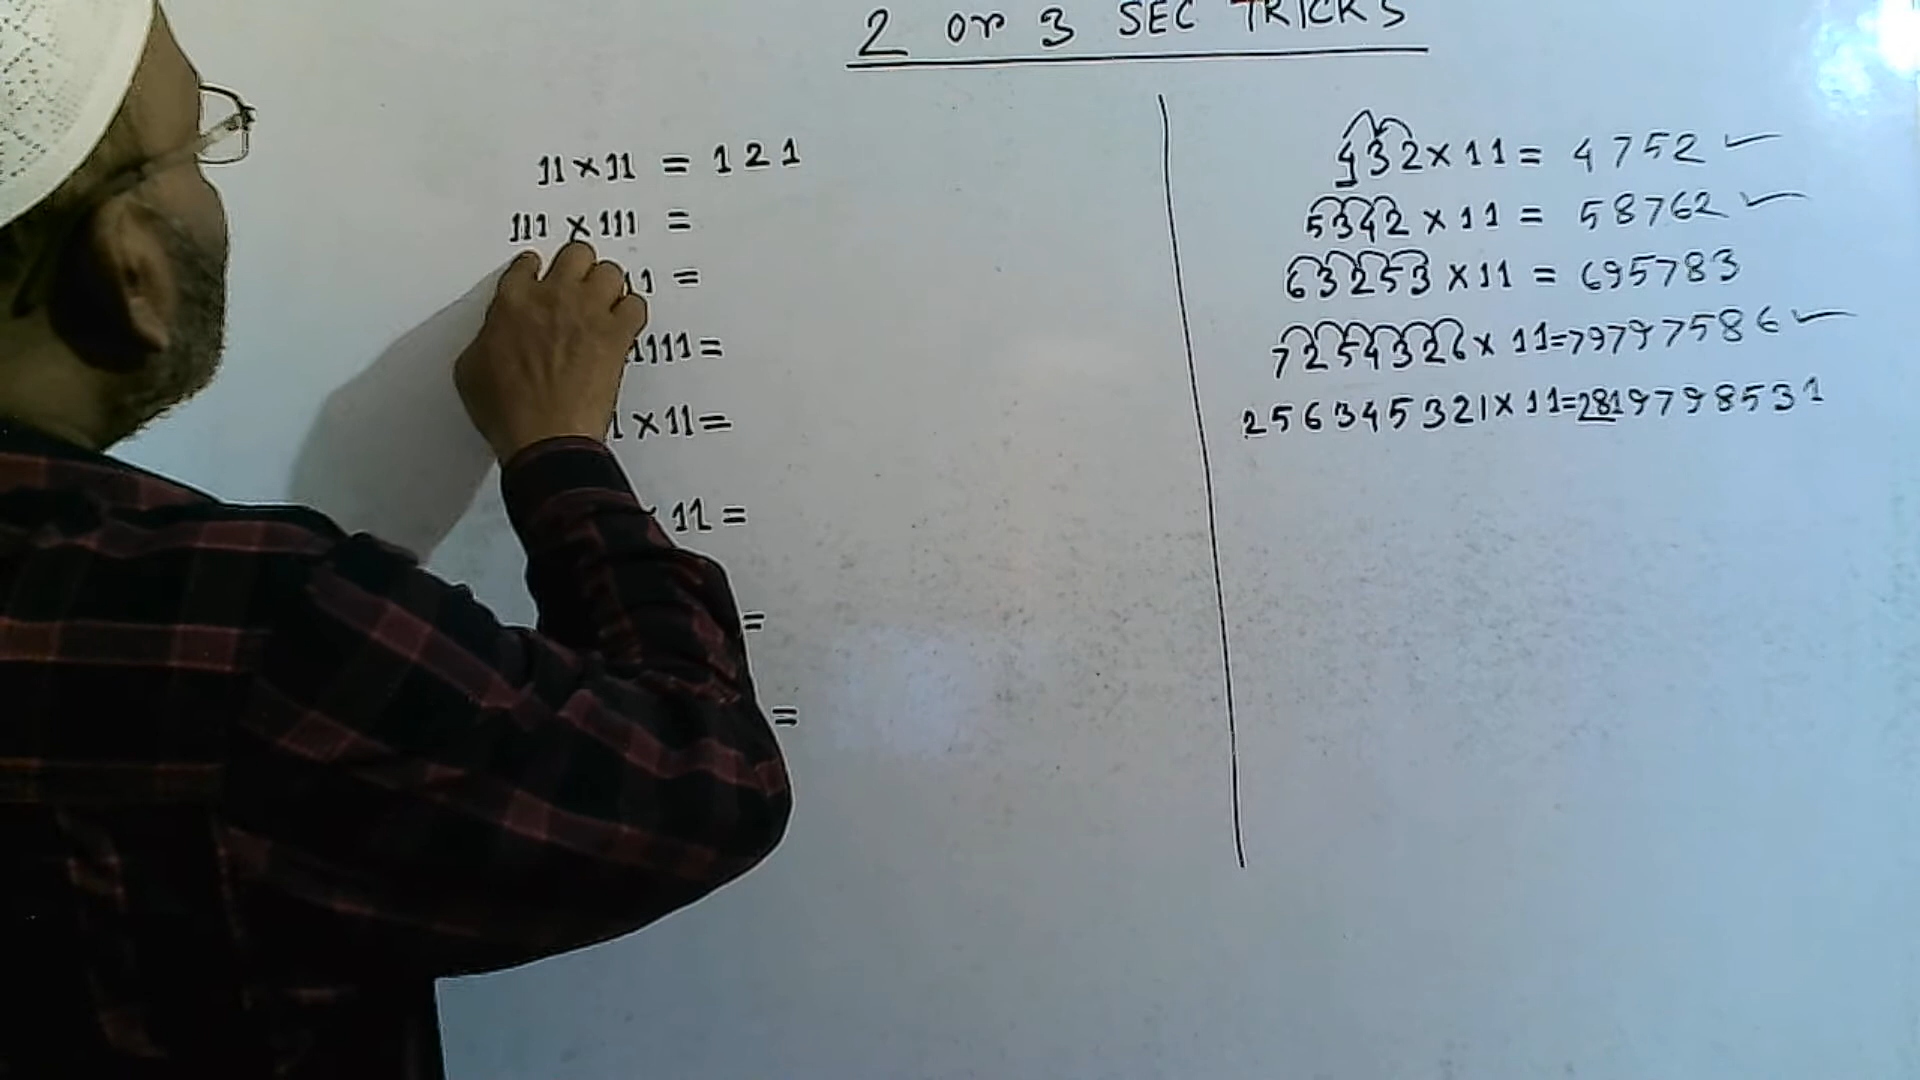 2 or 3 SEC TRICKS
11 × 11 = 121
111 × 111 =
11 =
1111 =
1 × 11 =
11 =
=
=
432 × 11 = 4752 ✓
5342 × 11 = 58762 ✓
63253 × 11 = 695783
7254326 × 11 = 79797586 ✓
256345321 × 11 = 2819798531